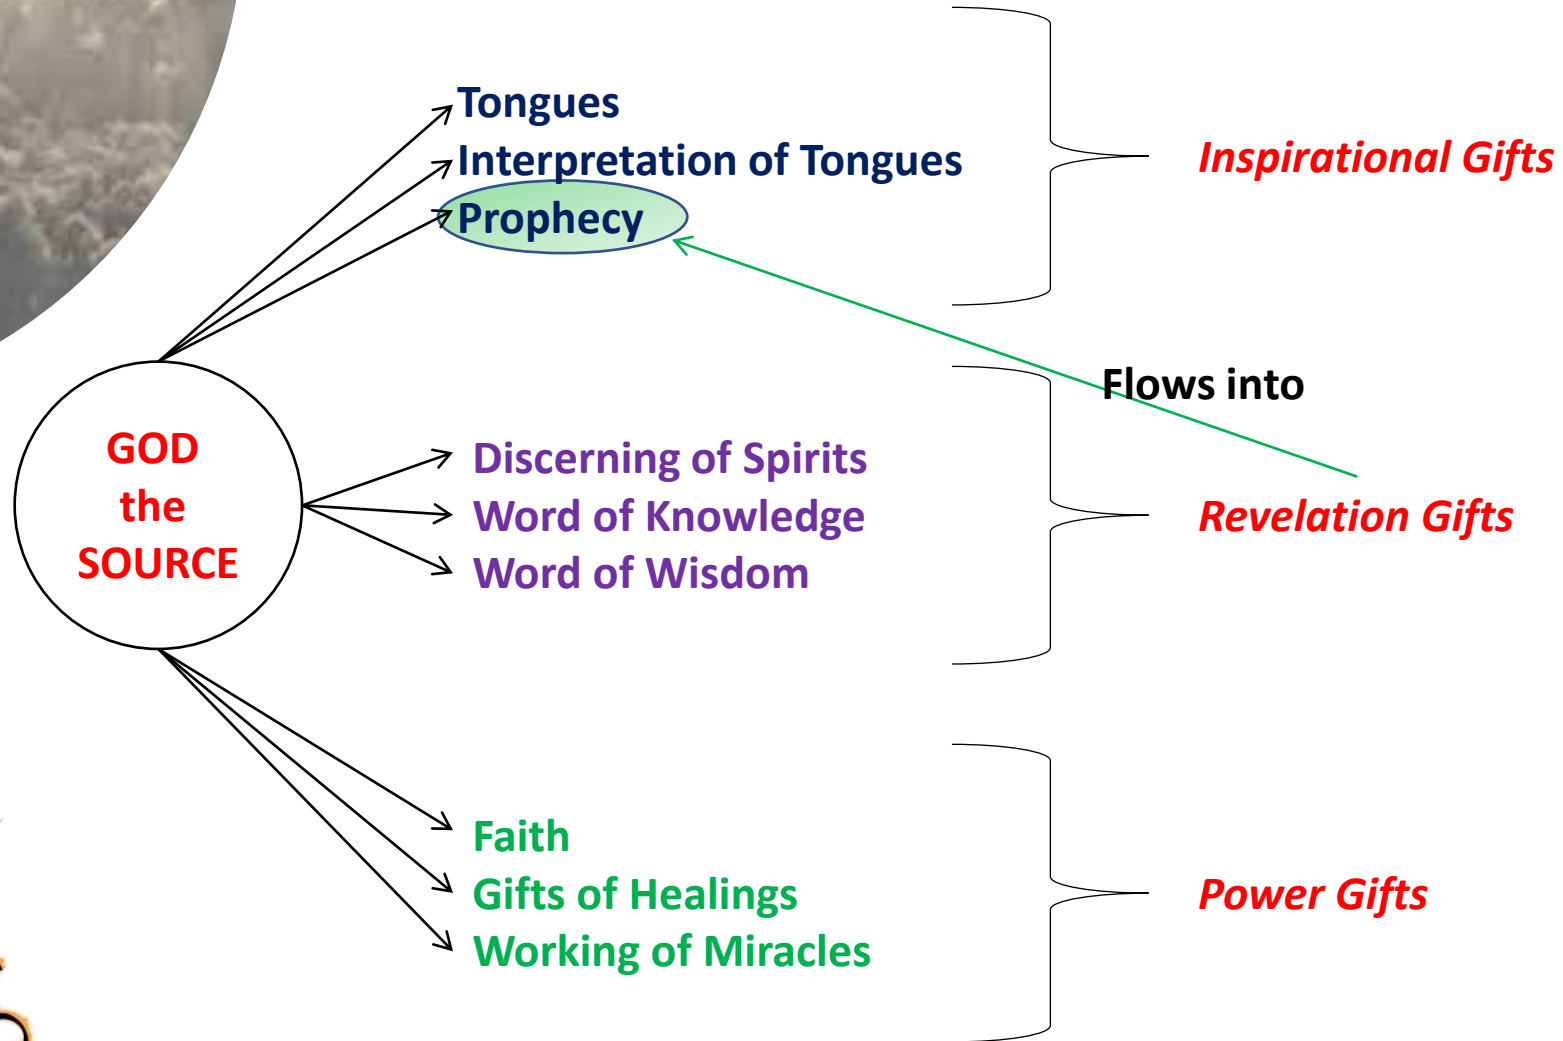 Tongues
Interpretation of Tongues
Prophecy
Inspirational Gifts
Flows into
GOD
the
SOURCE
Discerning of Spirits
Word of Knowledge
Word of Wisdom
Revelation Gifts
Faith
Gifts of Healings
Working of Miracles
Power Gifts